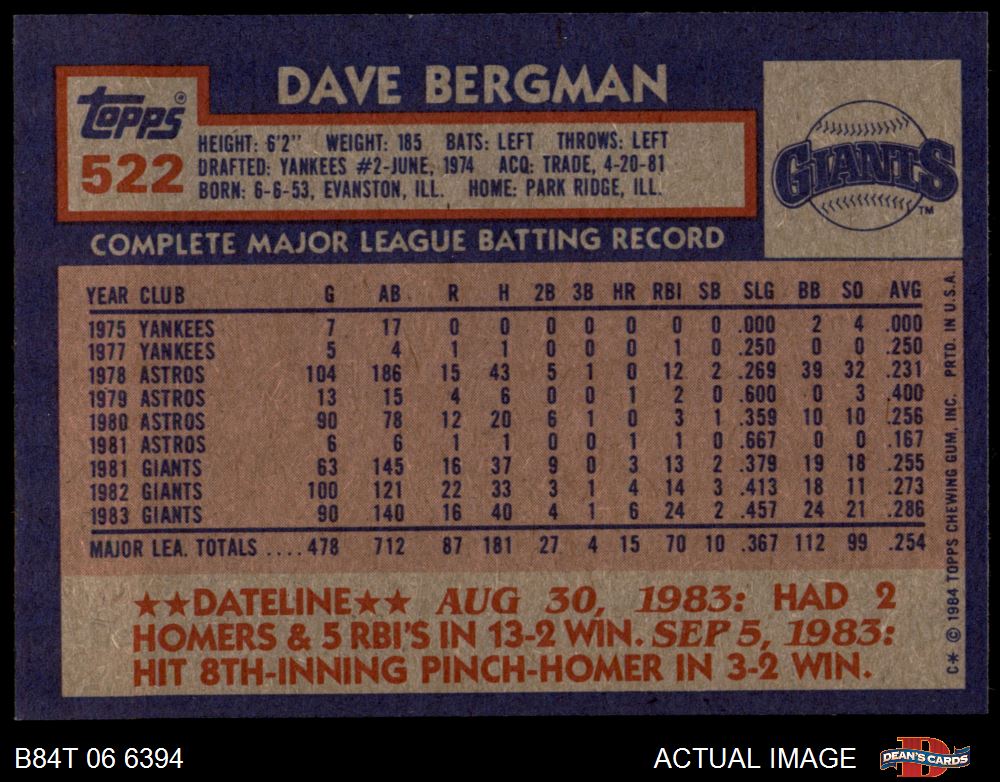 DAVE BERGMAN
Topps®
522
HEIGHT: 6'2" WEIGHT: 185 BATS: LEFT THROWS: LEFT
DRAFTED: YANKEES #2-JUNE, 1974 ACQ: TRADE, 4-20-81
BORN: 6-6-53, EVANSTON, ILL. HOME: PARK RIDGE, ILL.
GIANTS
TM
COMPLETE MAJOR LEAGUE BATTING RECORD
YEAR CLUB G AB R H 2B 3B HR RBI SB SLG BB SO AVG
1975 YANKEES 7 17 0 0 0 0 0 0 0 .000 2 4 .000
1977 YANKEES 5 4 1 1 0 0 0 1 0 .250 0 0 .250
1978 ASTROS 104 186 15 43 5 1 0 12 2 .269 39 32 .231
1979 ASTROS 13 15 4 6 0 0 1 2 0 .600 0 3 .400
1980 ASTROS 90 78 12 20 6 1 0 3 1 .359 10 10 .256
1981 ASTROS 6 6 1 1 0 0 1 1 0 .667 0 0 .167
1981 GIANTS 63 145 16 37 9 0 3 13 2 .379 19 18 .255
1982 GIANTS 100 121 22 33 3 1 4 14 3 .413 18 11 .273
1983 GIANTS 90 140 16 40 4 1 6 24 2 .457 24 21 .286
MAJOR LEA. TOTALS ....478 712 87 181 27 4 15 70 10 .367 112 99 .254
★★DATELINE★★ AUG 30, 1983: HAD 2
HOMERS & 5 RBI'S IN 13-2 WIN. SEP 5, 1983:
HIT 8TH-INNING PINCH-HOMER IN 3-2 WIN.
C* © 1984 TOPPS CHEWING GUM, INC. PRTD. IN U.S.A.
B84T 06 6394
ACTUAL IMAGE
D
DEAN'S CARDS